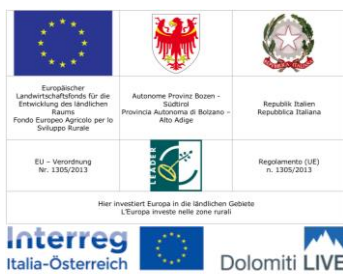 Europäischer
Landwirtschaftsfonds für die
Entwicklung des ländlichen
Raums
Fondo Europeo Agricolo per lo
Sviluppo Rurale
Autonome Provinz Bozen -
Südtirol
Provincia Autonoma di Bolzano -
Alto Adige
Republik Italien
Repubblica Italiana
EU – Verordnung
Nr. 1305/2013
LEADER
Regolamento (UE)
n. 1305/2013
Hier investiert Europa in die ländlichen Gebiete
L'Europa investe nelle zone rurali
Interreg
Italia-Österreich
Dolomiti LIVE